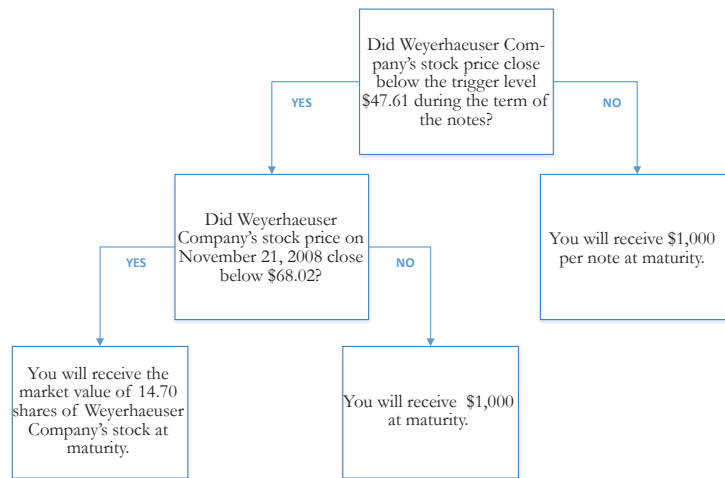 Did Weyerhaeuser Com-
pany's stock price close
below the trigger level
$47.61 during the term of
the notes?
YES
NO
Did Weyerhaeuser
Company's stock price on
November 21, 2008 close
below $68.02?
You will receive $1,000
per note at maturity.
YES
NO
You will receive the
market value of 14.70
shares of Weyerhaeuser
Company's stock at
maturity.
You will receive $1,000
at maturity.